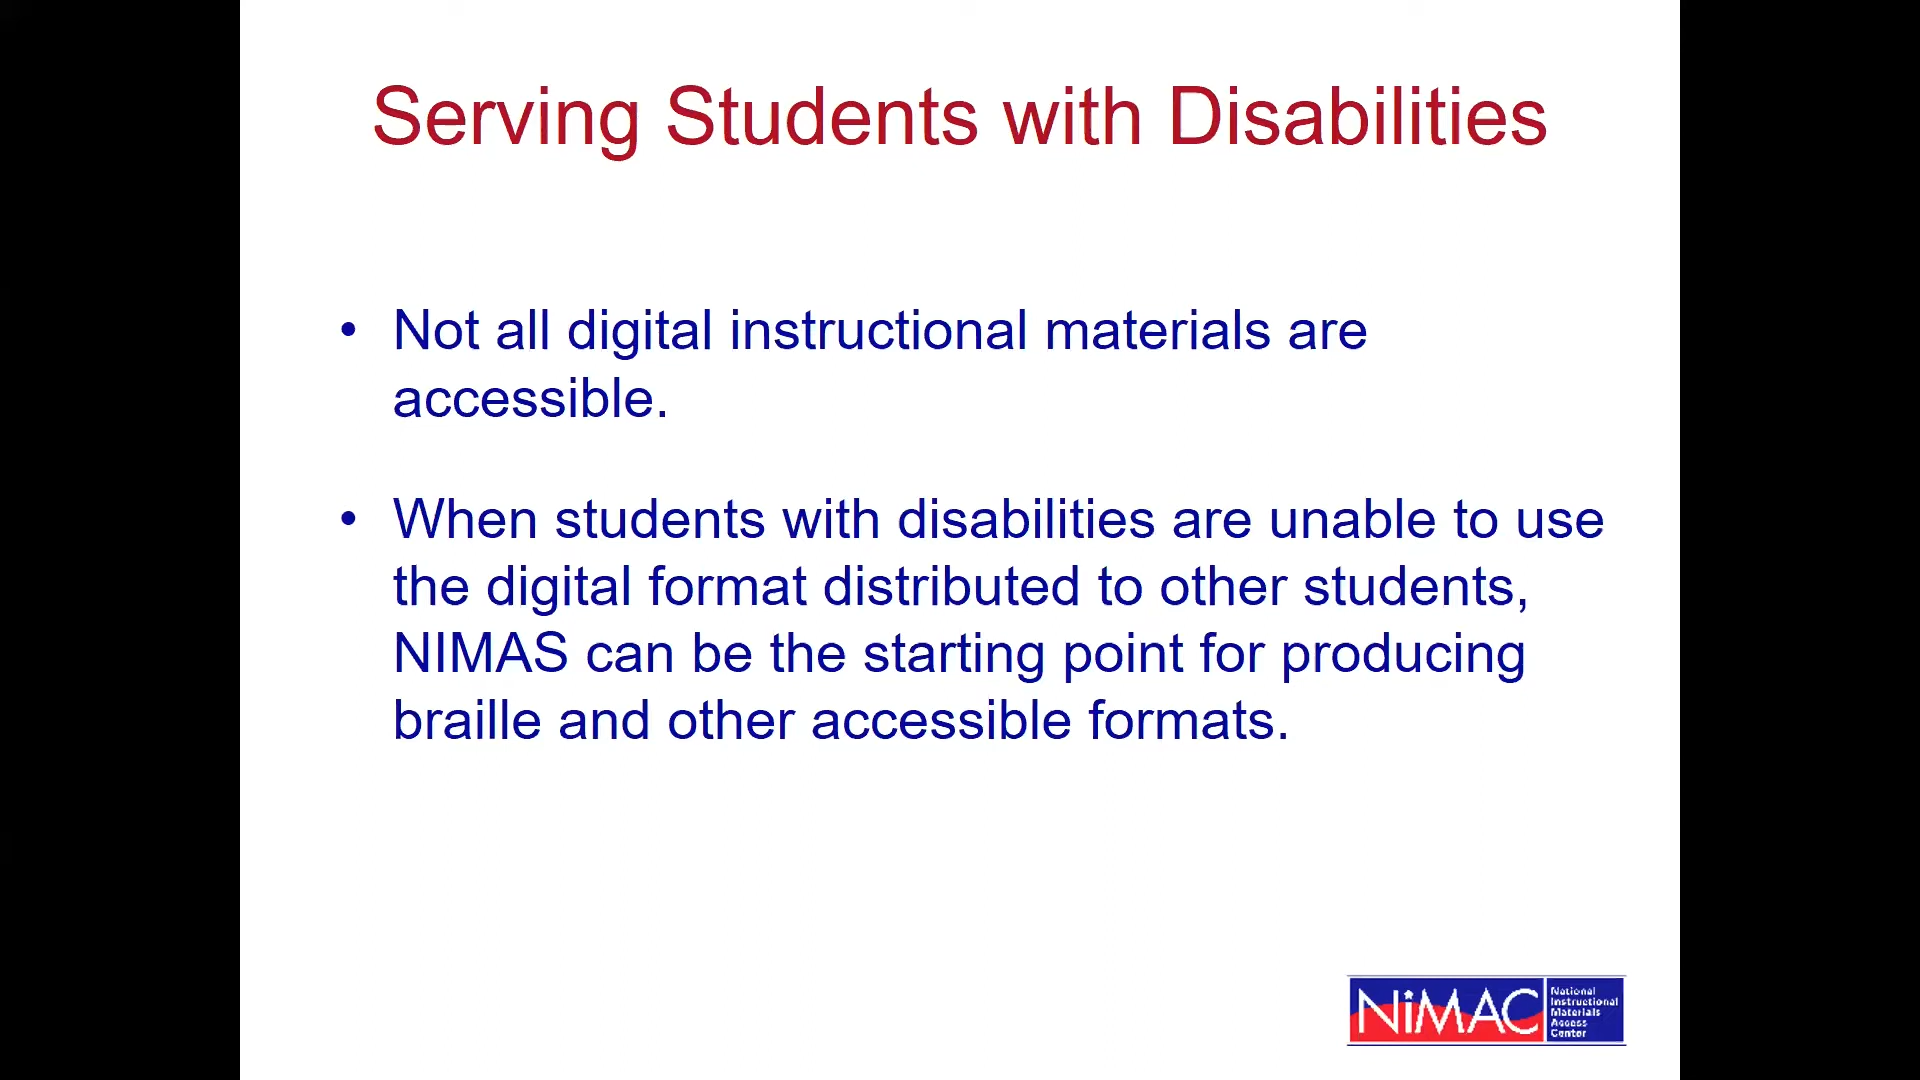 Serving Students with Disabilities
• Not all digital instructional materials are
accessible.
• When students with disabilities are unable to use
the digital format distributed to other students,
NIMAS can be the starting point for producing
braille and other accessible formats.
NiMAC
National
Instructional
Materials
Access
Center